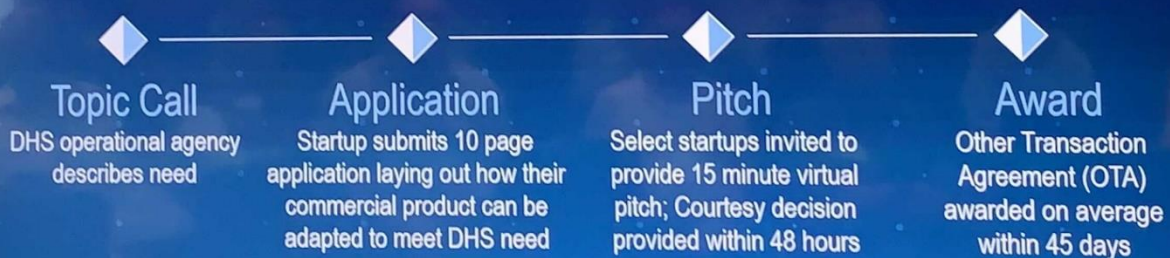 Topic Call
DHS operational agency
describes need
Application
Startup submits 10 page
application laying out how their
commercial product can be
adapted to meet DHS need
Pitch
Select startups invited to
provide 15 minute virtual
pitch; Courtesy decision
provided within 48 hours
Award
Other Transaction
Agreement (OTA)
awarded on average
within 45 days